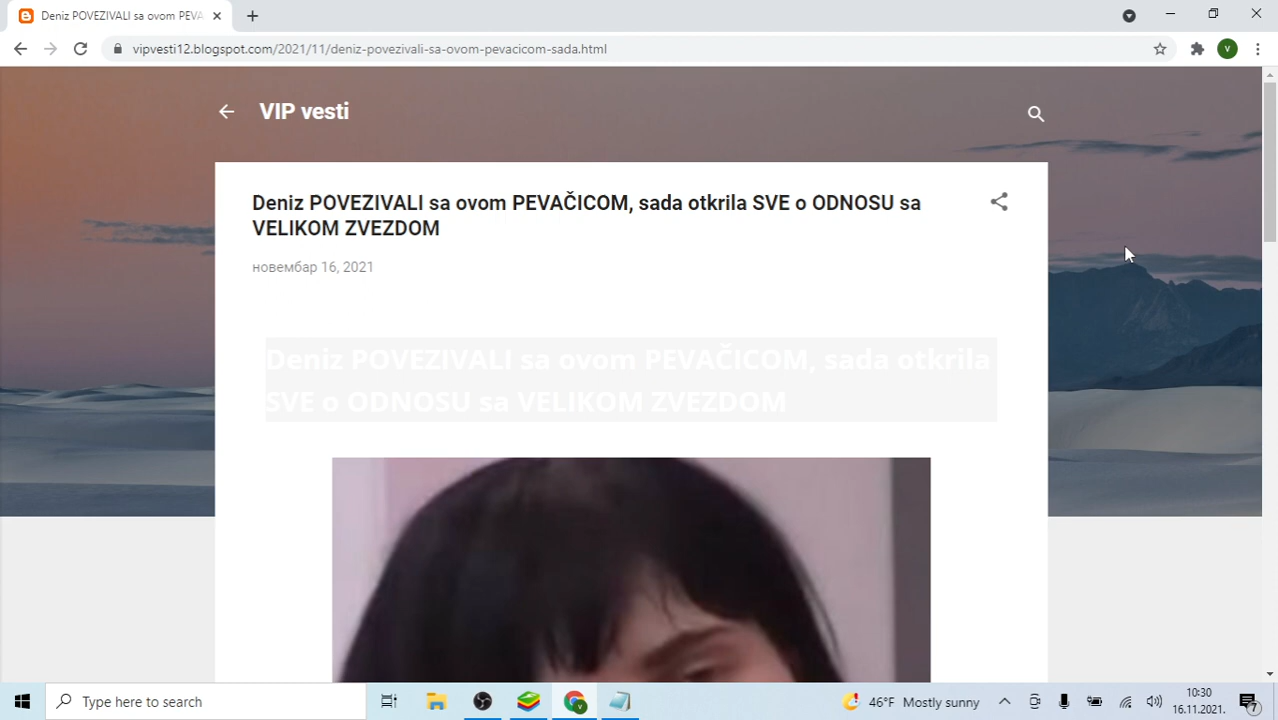 Deniz POVEZIVALI sa ovom PEVA
vipvesti12.blogspot.com/2021/11/deniz-povezivali-sa-ovom-pevacicom-sada.html
V
VIP vesti
Deniz POVEZIVALI sa ovom PEVAČICOM, sada otkrila SVE o ODNOSU sa
VELIKOM ZVEZDOM
новембар 16, 2021
Deniz POVEZIVALI sa ovom PEVAČICOM, sada otkrila
SVE o ODNOSU sa VELIKOM ZVEZDOM
Type here to search
46°F Mostly sunny
10:30
16.11.2021.
7